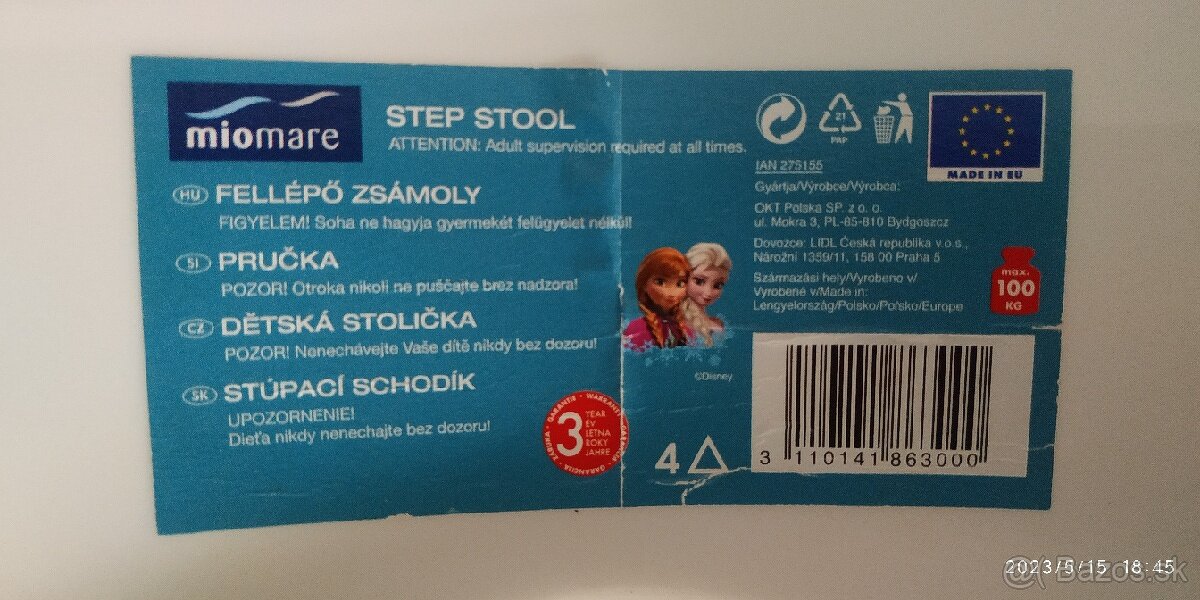 miomare
STEP STOOL
ATTENTION: Adult supervision required at all times.
HU FELLÉPŐ ZSÁMOLY
FIGYELEM! Soha ne hagyja gyermekét felügyelet nélkül!
SI PRUČKA
POZOR! Otroka nikoli ne puščajte brez nadzora!
CZ DĚTSKÁ STOLIČKA
POZOR! Nenechávejte Vaše dítě nikdy bez dozoru!
SK STÚPACÍ SCHODÍK
UPOZORNENIE!
Dieťa nikdy nenechajte bez dozoru!
3
YEAR
ÉV
LETNA
ROKY
JAHRE
WARRANTY
GARANCIJA
GARANTIE
21
PAP
MADE IN EU
IAN 275155
Gyártja/Výrobce/Výrobca:
OKT Polska SP. z o. o.
ul. Mokra 3, PL-85-810 Bydgoszcz
Dovozce: LIDL Česká republika v.o.s.,
Nárožní 1359/11, 158 00 Praha 5
Származási hely/Vyrobeno v/
Vyrobené v/Made in:
Lengyelország/Polsko/Poľsko/Europe
max.
100
KG
©Disney
4
3 110141 863000
2023/5/15 18:45
Bazos.sk